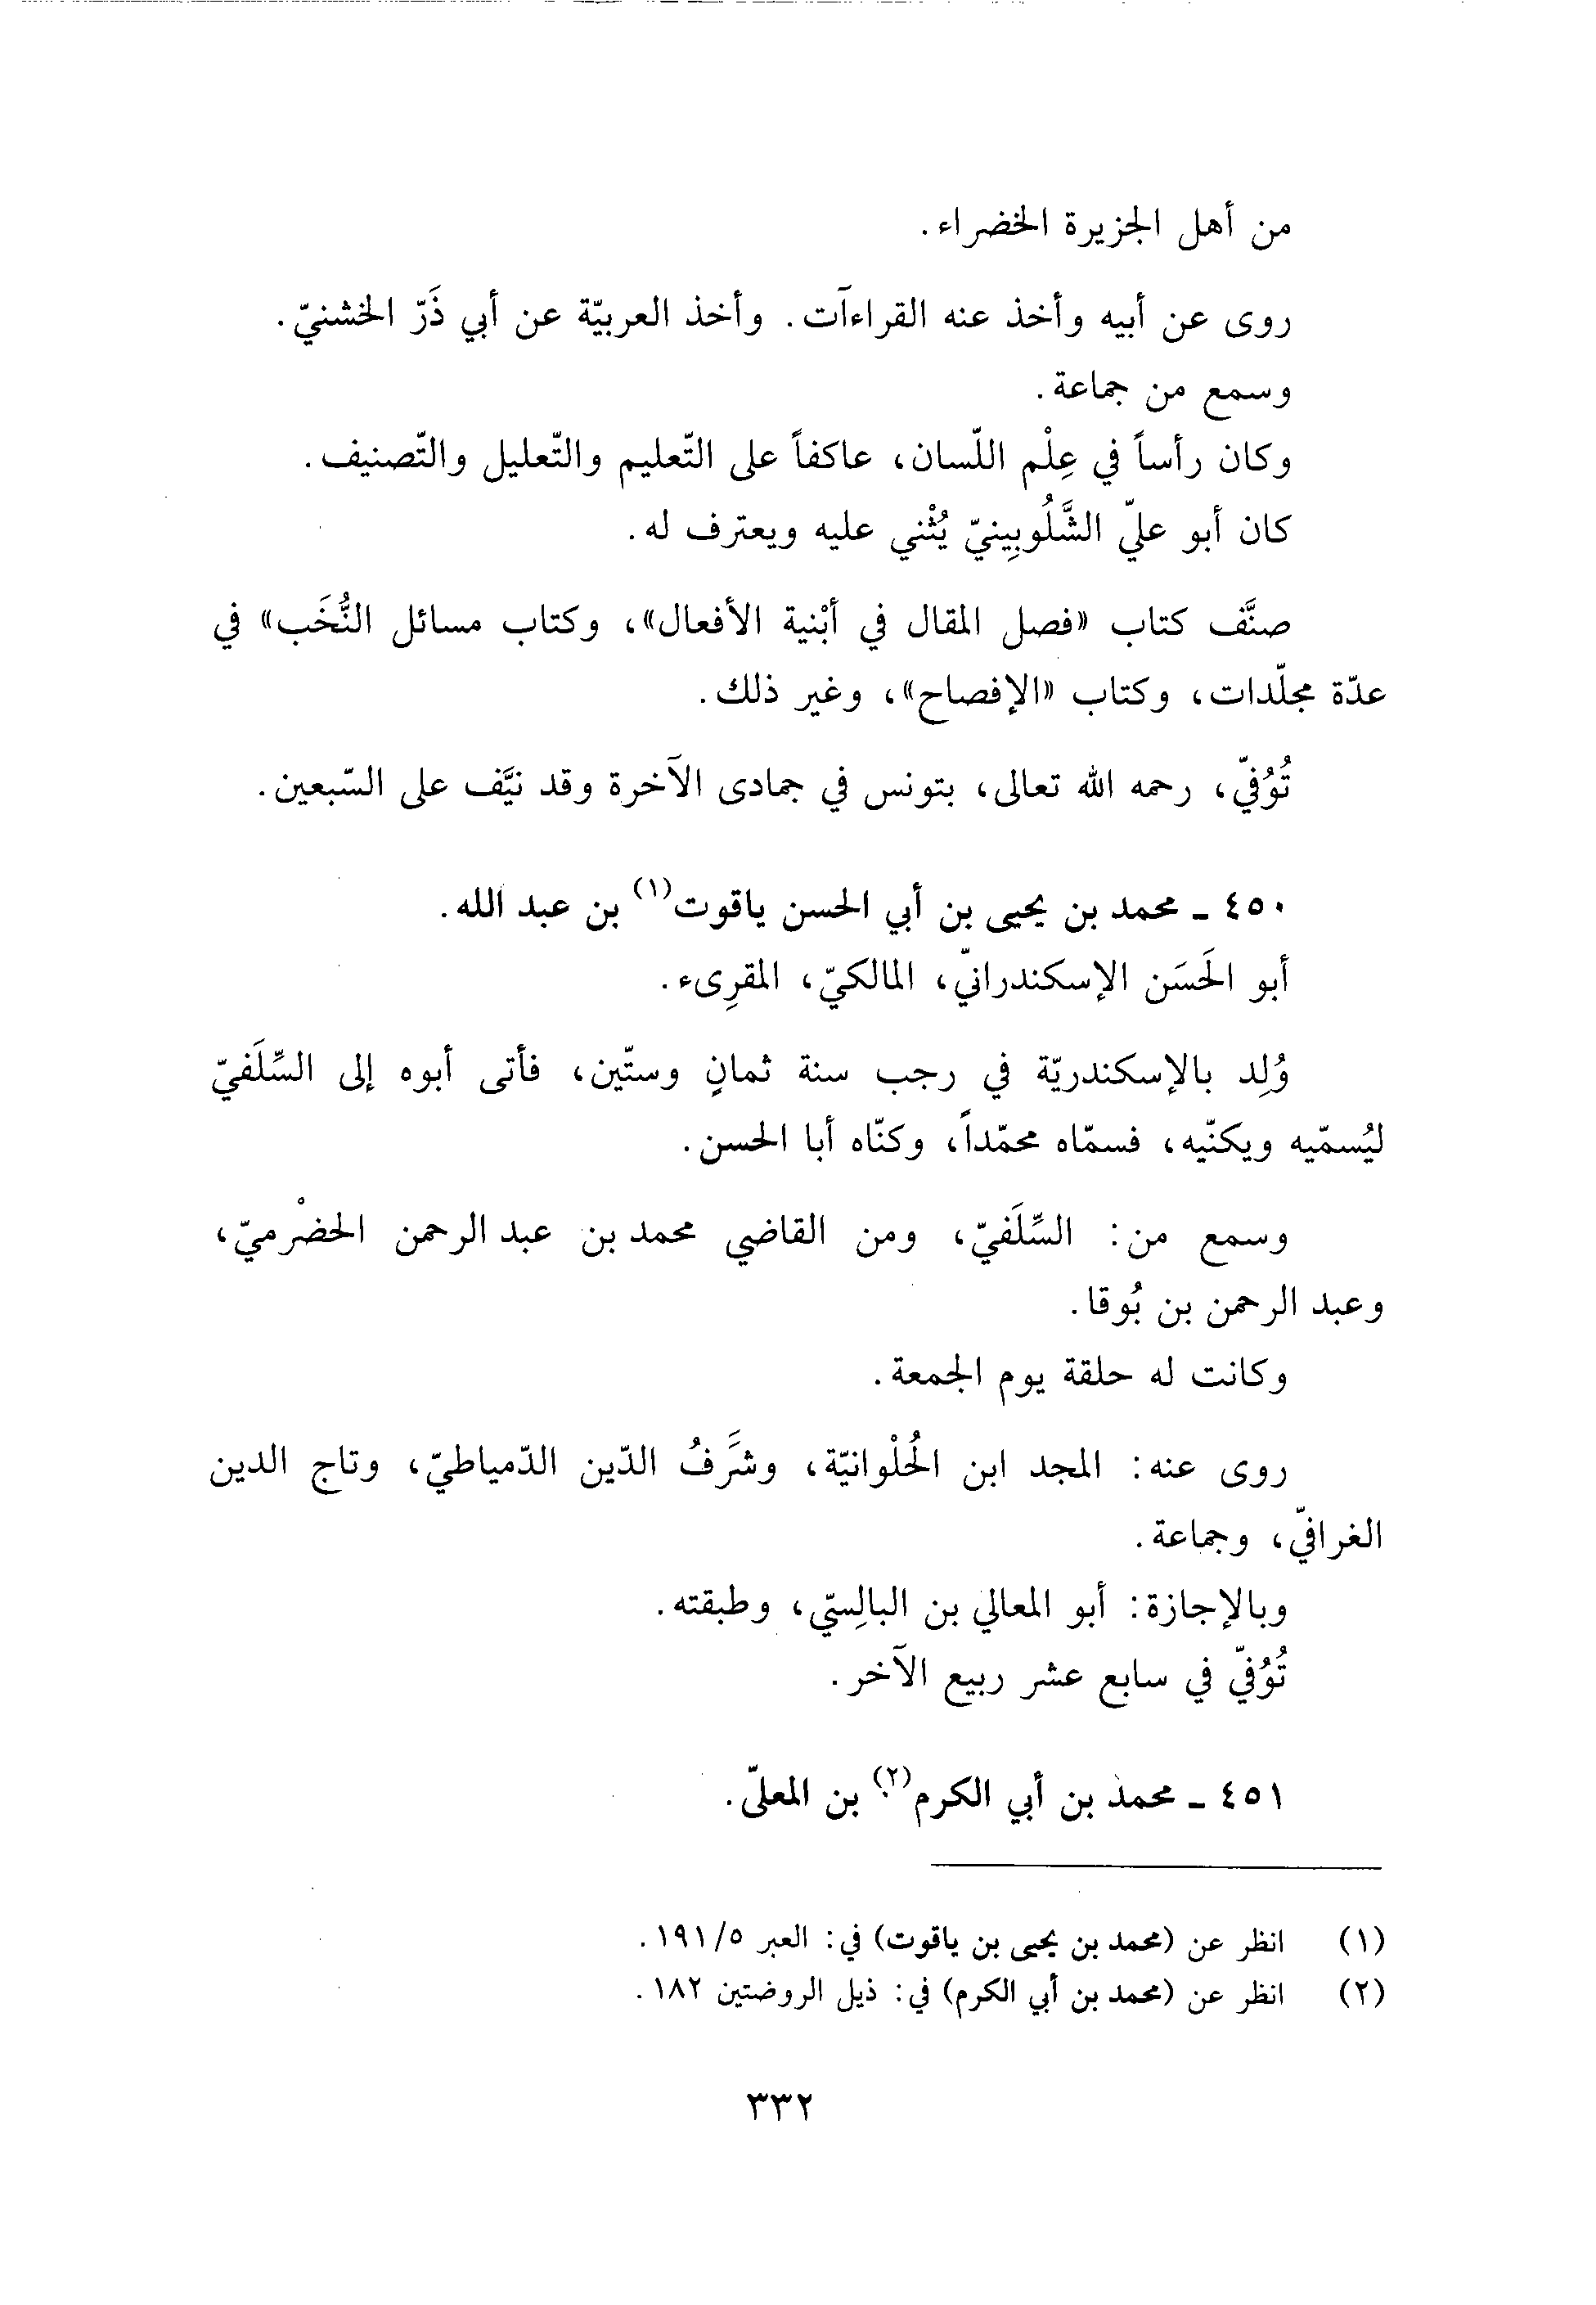 من أهل الجزيرة الخضراء.
روى عن أبيه وأخذ عنه القراءآت. وأخذ العربيّة عن أبي ذَرّ الخشنيّ.
وسمع من جماعة.
وكان رأساً في عِلْم اللّسان، عاكفاً على التّعليم والتّعليل والتّصنيف.
كان أبو عليّ الشَّلُوبِينيّ يُثْني عليه ويعترف له.
صنَّف كتاب «فصل المقال في أبْنية الأفعال»، وكتاب مسائل النُّخَب» في
عدّة مجلّدات، وكتاب «الإفصاح»، وغير ذلك.
تُوُفيّ، رحمه الله تعالى، بتونس في جمادى الآخرة وقد نيَّف على السّبعين.
٤٥٠ ـ محمد بن يحيى بن أبي الحسن ياقوت(١) بن عبد الله.
أبو الحَسَن الإسكندرانيّ، المالكيّ، المقرِىء.
وُلِد بالإسكندريّة في رجب سنة ثمانٍ وستّين، فأتى أبوه إلى السِّلَفيّ
ليُسمّيه ويكنّيه، فسمّاه محمّداً، وكنّاه أبا الحسن.
وسمع من: السِّلَفيّ، ومن القاضي محمد بن عبد الرحمن الحضْرميّ،
وعبد الرحمن بن بُوقا.
وكانت له حلقة يوم الجمعة.
روى عنه: المجد ابن الحُلْوانيّة، وشَرَفُ الدّين الدّمياطيّ، وتاج الدين
الغرافيّ، وجماعة.
وبالإجازة: أبو المعالي بن البالِسيّ، وطبقته.
تُوُفيّ في سابع عشر ربيع الآخر.
٤٥١ ـ محمد بن أبي الكرم(٢) بن المعلّى.
(١) انظر عن (محمد بن يحيى بن ياقوت) في: العبر ١٩١/٥.
(٢) انظر عن (محمد بن أبي الكرم) في: ذيل الروضتين ١٨٢.
٣٣٢